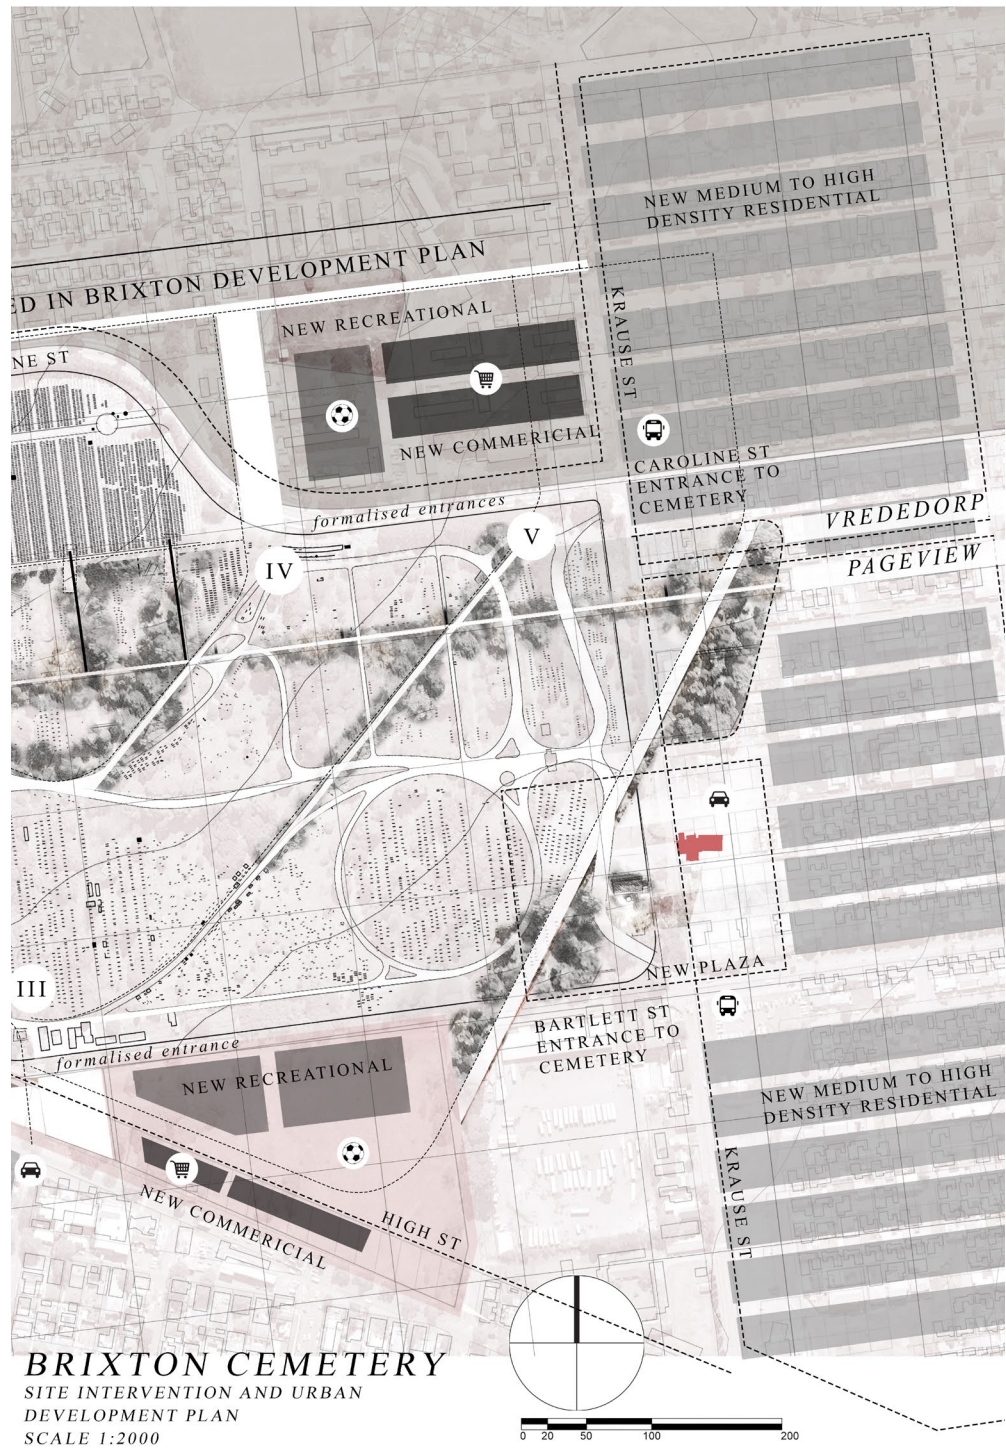 NEW MEDIUM TO HIGH
DENSITY RESIDENTIAL
ED IN BRIXTON DEVELOPMENT PLAN
NEW RECREATIONAL
KRAUSE ST
NE ST
NEW COMMERICIAL
CAROLINE ST
ENTRANCE TO
CEMETERY
formalised entrances
VREDEDORP
PAGEVIEW
V
IV
III
NEW PLAZA
BARTLETT ST
ENTRANCE TO
CEMETERY
formalised entrance
NEW RECREATIONAL
NEW MEDIUM TO HIGH
DENSITY RESIDENTIAL
KRAUSE ST
NEW COMMERICIAL
HIGH ST
BRIXTON CEMETERY
SITE INTERVENTION AND URBAN
DEVELOPMENT PLAN
SCALE 1:2000
0 20 50 100 200